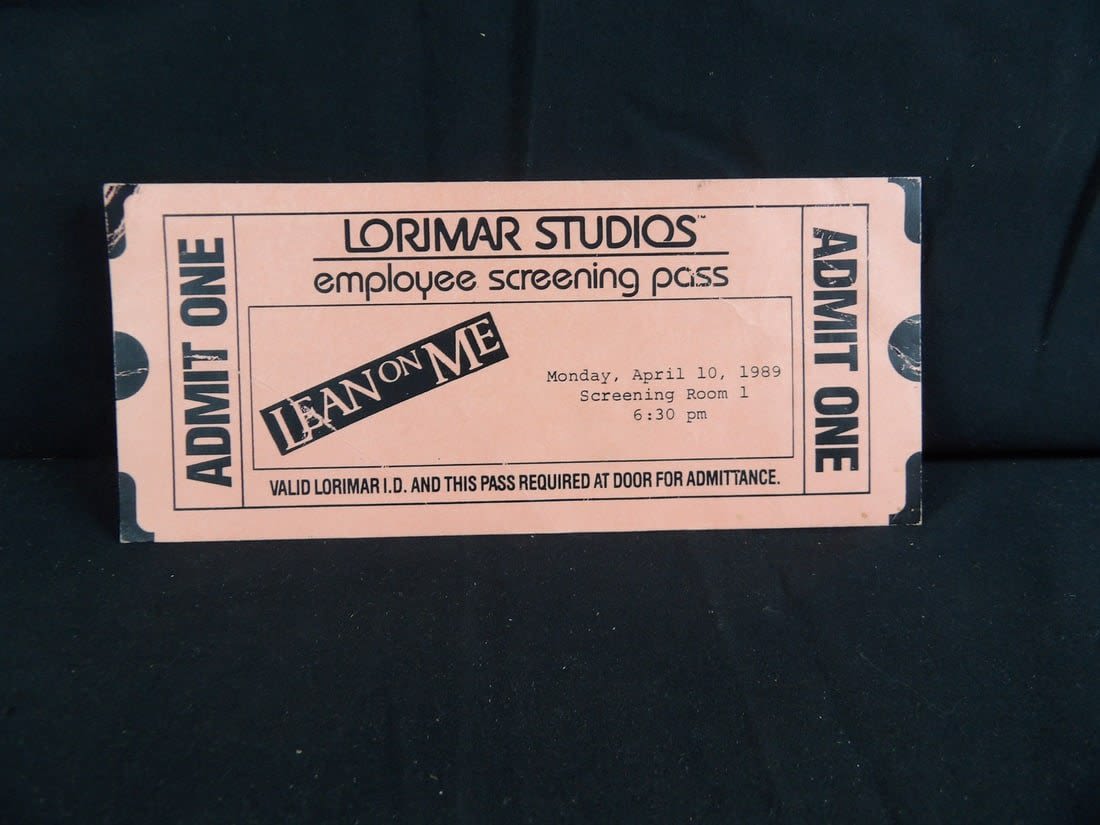 LORIMAR STUDIOS™
employee screening pass
ADMIT ONE
LEAN ON ME
Monday, April 10, 1989
Screening Room 1
6:30 pm
VALID LORIMAR I.D. AND THIS PASS REQUIRED AT DOOR FOR ADMITTANCE.
ADMIT ONE